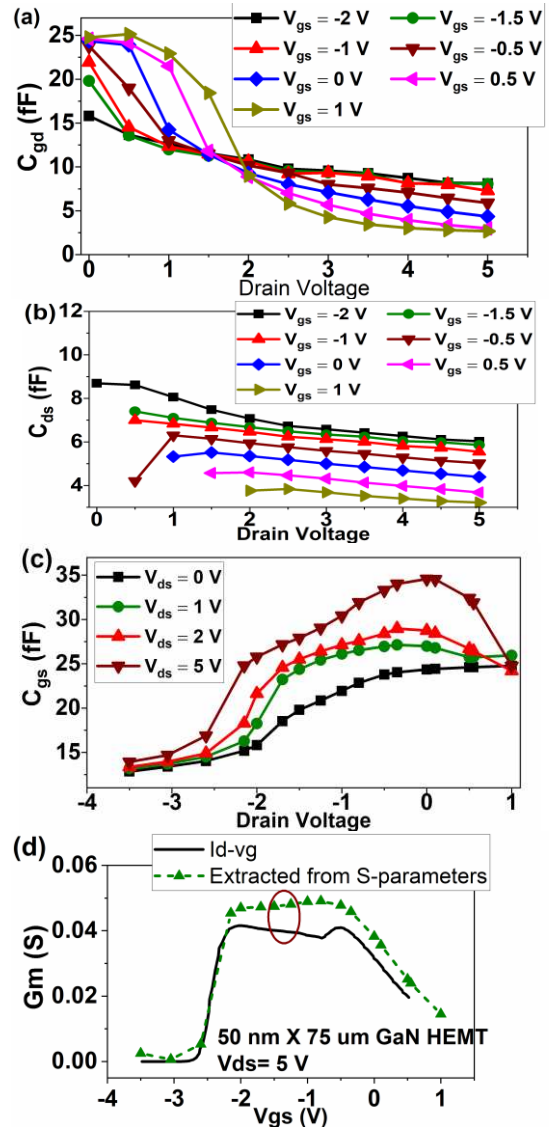 (a)
V_gs = -2 V
V_gs = -1.5 V
V_gs = -1 V
V_gs = -0.5 V
V_gs = 0 V
V_gs = 0.5 V
V_gs = 1 V
C_gd (fF)
25
20
15
10
5
0
0 1 2 3 4 5
Drain Voltage
(b)
V_gs = -2 V
V_gs = -1.5 V
V_gs = -1 V
V_gs = -0.5 V
V_gs = 0 V
V_gs = 0.5 V
V_gs = 1 V
C_ds (fF)
12
10
8
6
4
0 1 2 3 4 5
Drain Voltage
(c)
V_ds = 0 V
V_ds = 1 V
V_ds = 2 V
V_ds = 5 V
C_gs (fF)
35
30
25
20
15
-4 -3 -2 -1 0 1
Drain Voltage
(d)
Id-vg
Extracted from S-parameters
Gm (S)
0.06
0.04
0.02
0.00
50 nm X 75 um GaN HEMT
Vds= 5 V
-4 -3 -2 -1 0 1
Vgs (V)